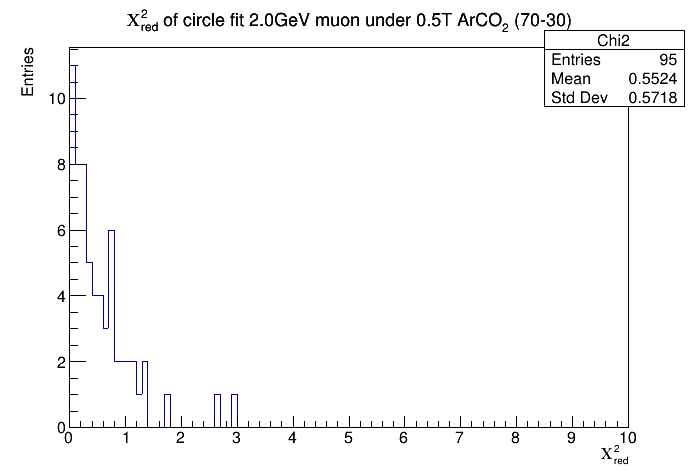 χ²red of circle fit 2.0GeV muon under 0.5T ArCO₂ (70-30)
Chi2
Entries 95
Mean 0.5524
Std Dev 0.5718
Entries
10
8
6
4
2
0
0 1 2 3 4 5 6 7 8 9 10
χ²red